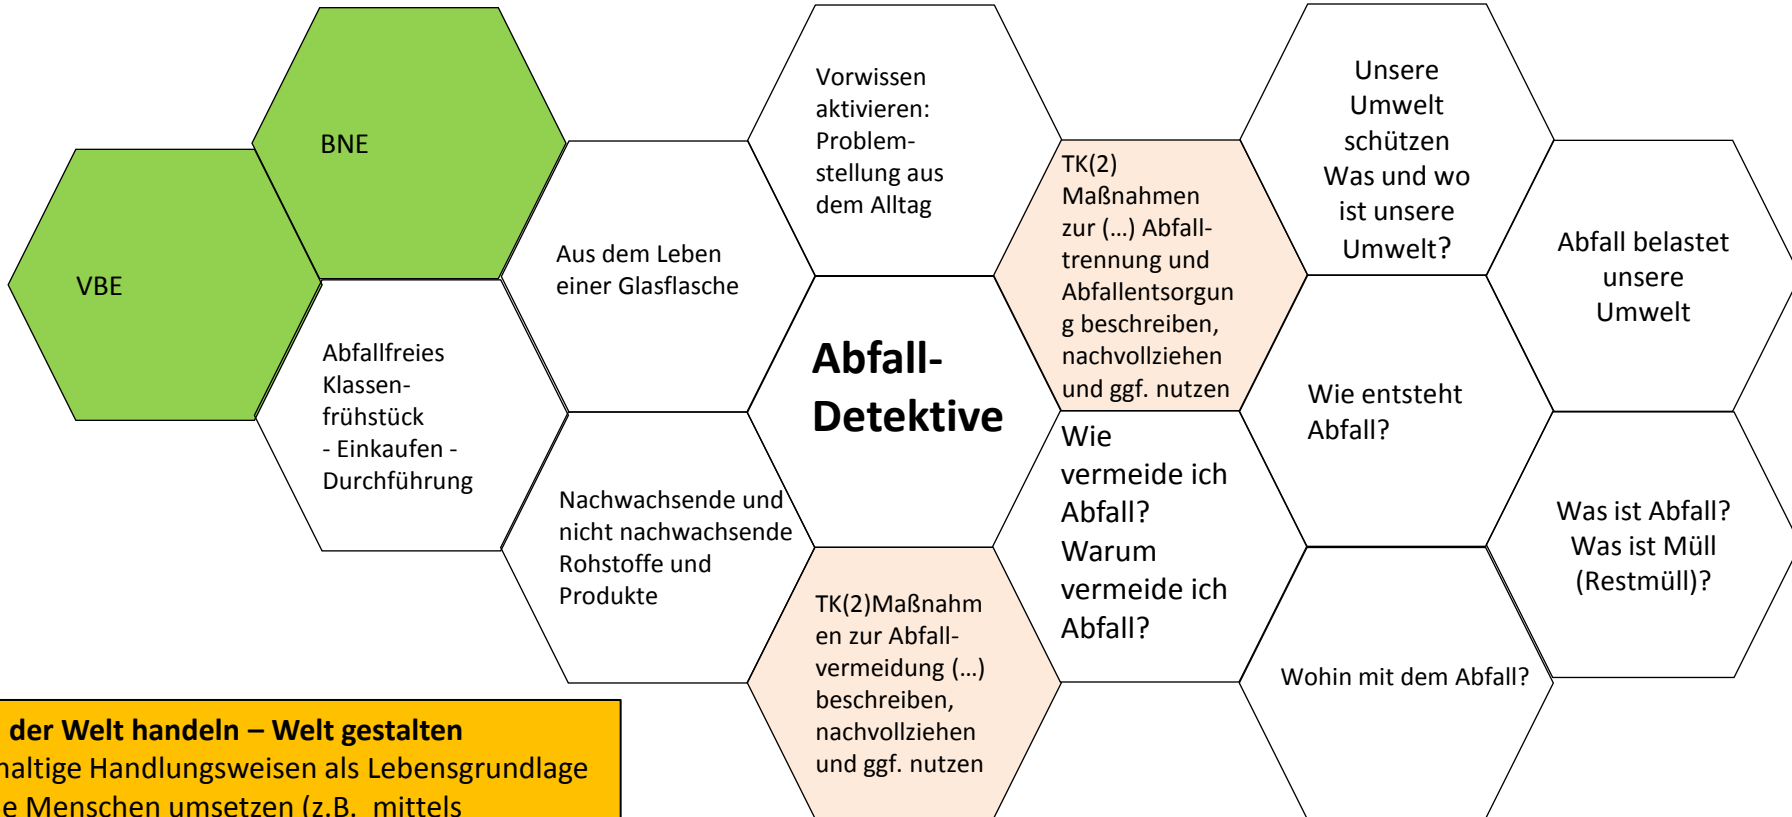 BNE
VBE
Vorwissen
aktivieren:
Problem-
stellung aus
dem Alltag
Unsere
Umwelt
schützen
Was und wo
ist unsere
Umwelt?
TK(2)
Maßnahmen
zur (...) Abfall-
trennung und
Abfallentsorgun
g beschreiben,
nachvollziehen
und ggf. nutzen
Aus dem Leben
einer Glasflasche
Abfall belastet
unsere
Umwelt
Abfallfreies
Klassen-
frühstück
- Einkaufen -
Durchführung
Abfall-
Detektive
Wie entsteht
Abfall?
Nachwachsende und
nicht nachwachsende
Rohstoffe und
Produkte
Wie
vermeide ich
Abfall?
Warum
vermeide ich
Abfall?
Was ist Abfall?
Was ist Müll
(Restmüll)?
TK(2)Maßnahm
en zur Abfall-
vermeidung (...)
beschreiben,
nachvollziehen
und ggf. nutzen
Wohin mit dem Abfall?
der Welt handeln – Welt gestalten
haltige Handlungsweisen als Lebensgrundlage
e Menschen umsetzen (z.B. mittels